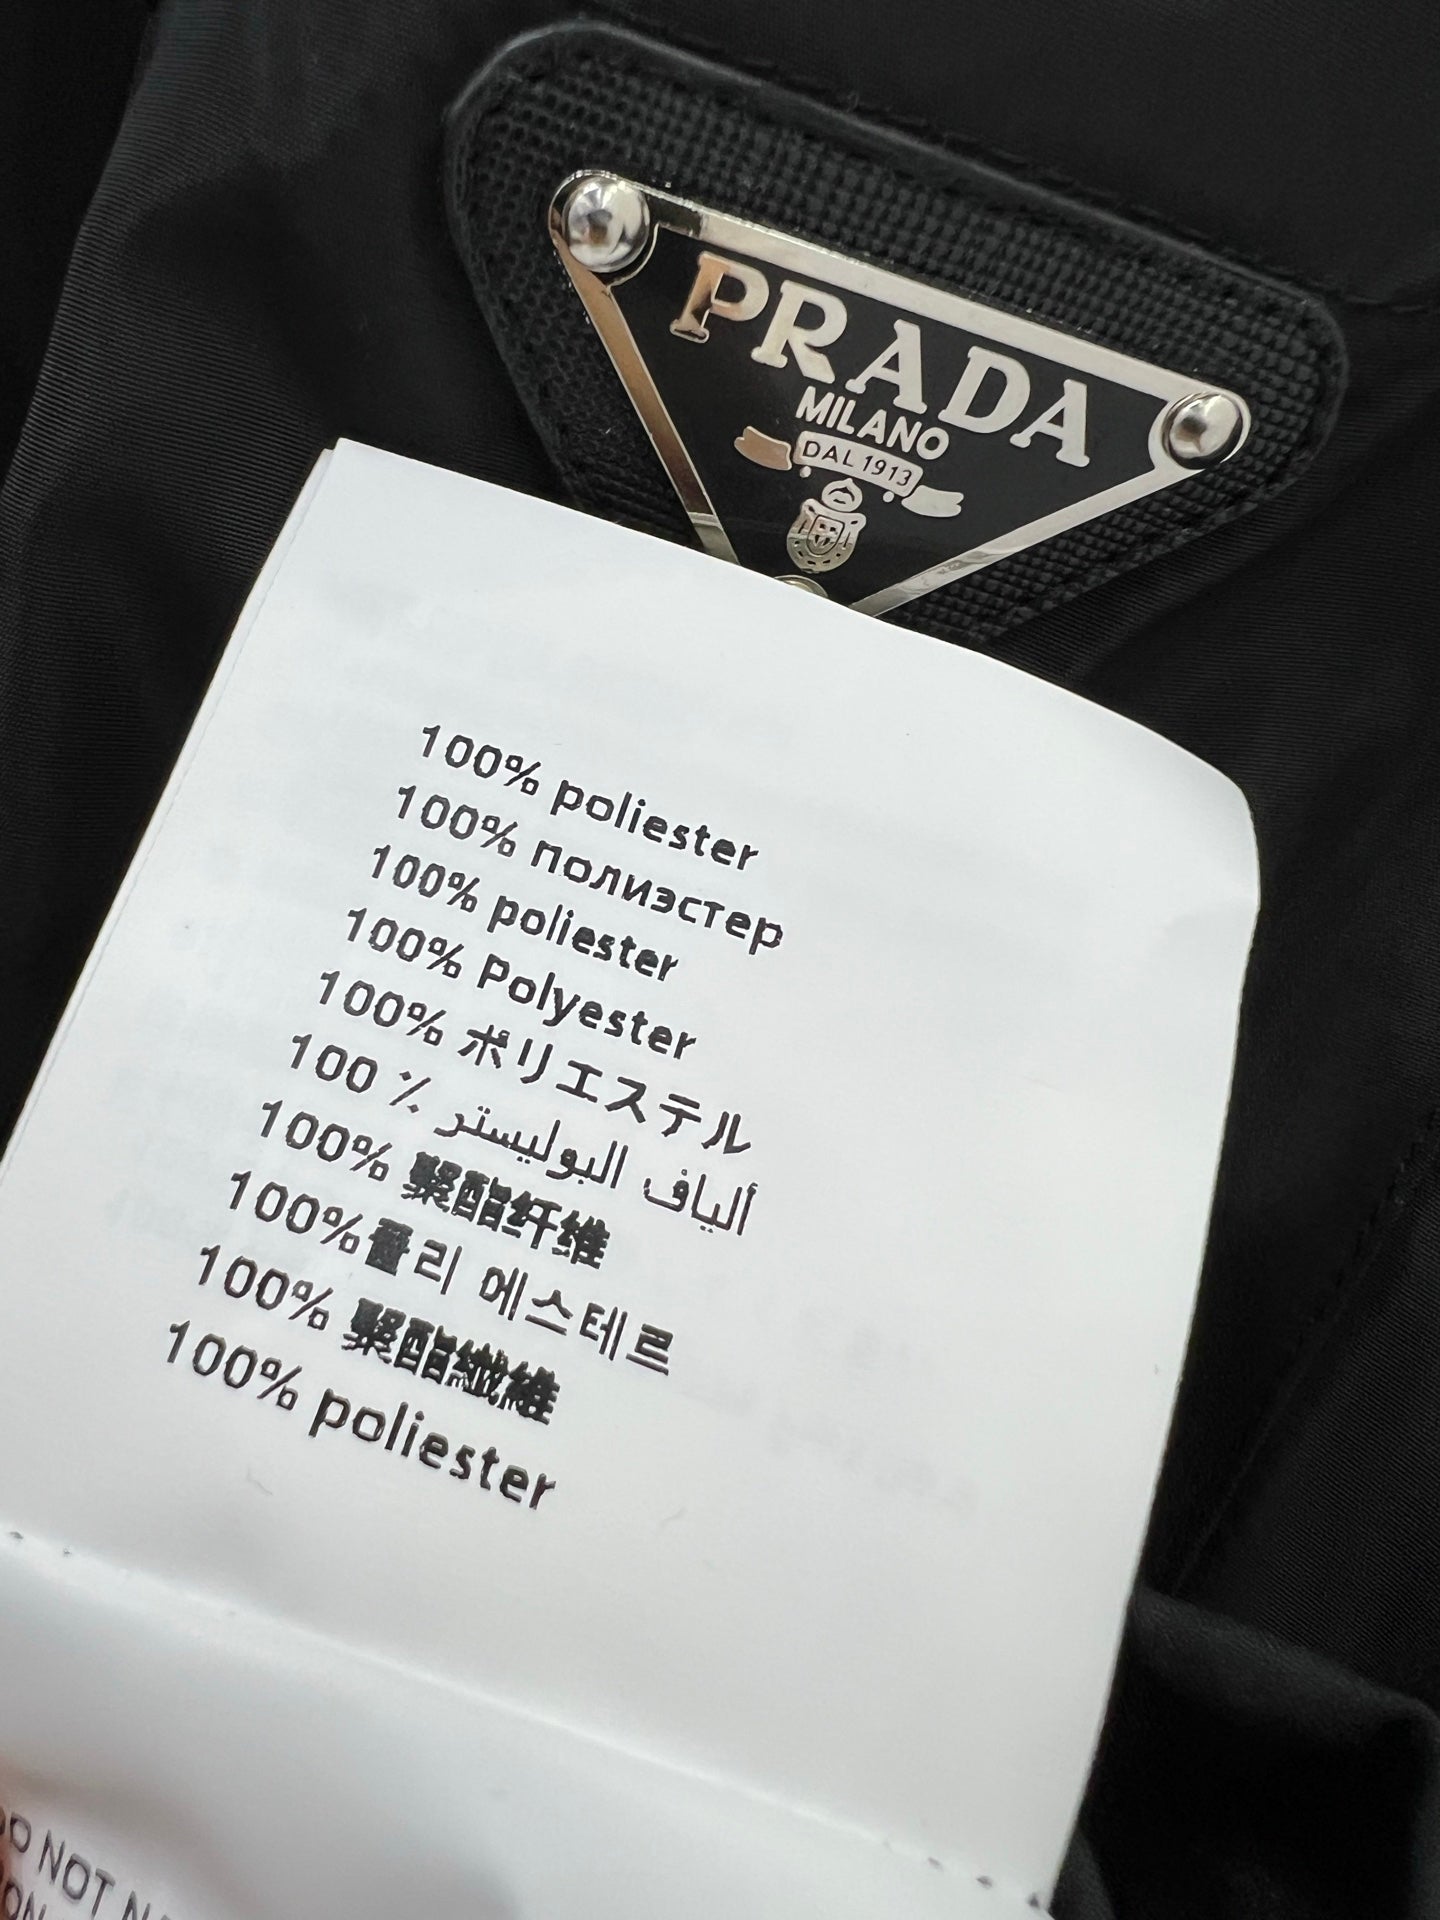 PRADA
MILANO
DAL 1913
100% poliester
100% полиэстер
100% poliester
100% Polyester
100% ポリエステル
100 ٪ ألياف البوليستر
100% 聚酯纤维
100%폴리 에스테르
100% 聚酯纖維
100% poliester
NOT